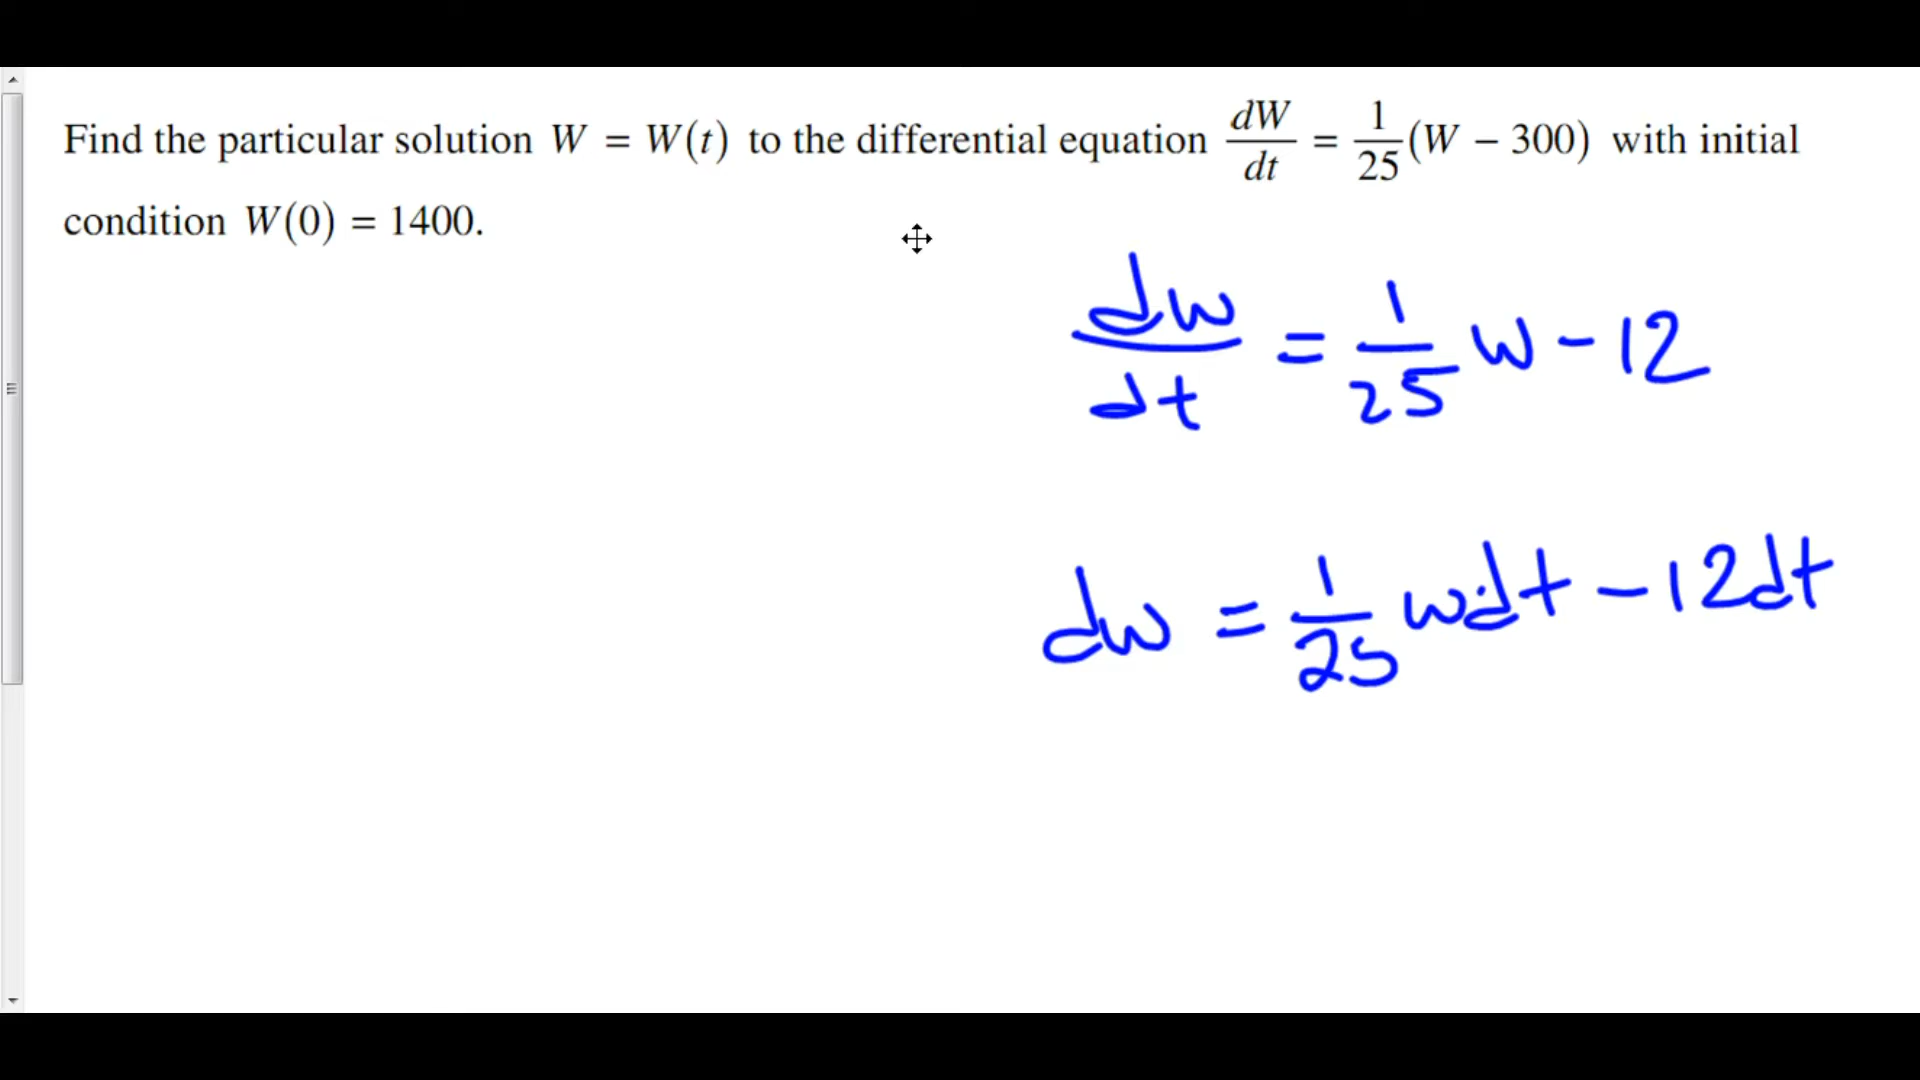 Find the particular solution W = W(t) to the differential equation dW/dt = 1/25(W − 300) with initial
condition W(0) = 1400.
dw/dt = 1/25 w − 12
dw = 1/25 wdt − 12dt